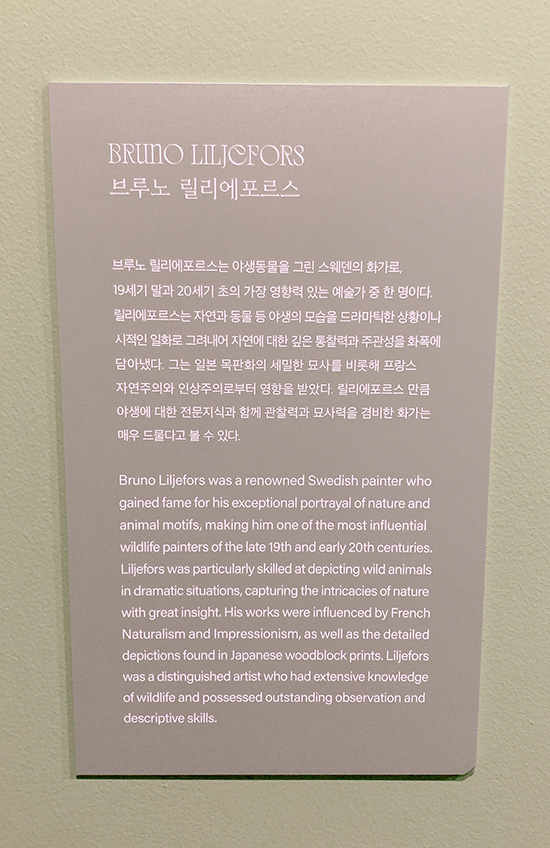 BRUNO LILJEFORS
브루노 릴리에포르스
브루노 릴리에포르스는 야생동물을 그린 스웨덴의 화가로,
19세기 말과 20세기 초의 가장 영향력 있는 예술가 중 한 명이다.
릴리에포르스는 자연과 동물 등 야생의 모습을 드라마틱한 상황이나
시적인 일화로 그려내어 자연에 대한 깊은 통찰력과 주관성을 화폭에
담아냈다. 그는 일본 목판화의 세밀한 묘사를 비롯해 프랑스
자연주의와 인상주의로부터 영향을 받았다. 릴리에포르스 만큼
야생에 대한 전문지식과 함께 관찰력과 묘사력을 겸비한 화가는
매우 드물다고 볼 수 있다.
Bruno Liljefors was a renowned Swedish painter who
gained fame for his exceptional portrayal of nature and
animal motifs, making him one of the most influential
wildlife painters of the late 19th and early 20th centuries.
Liljefors was particularly skilled at depicting wild animals
in dramatic situations, capturing the intricacies of nature
with great insight. His works were influenced by French
Naturalism and Impressionism, as well as the detailed
depictions found in Japanese woodblock prints. Liljefors
was a distinguished artist who had extensive knowledge
of wildlife and possessed outstanding observation and
descriptive skills.